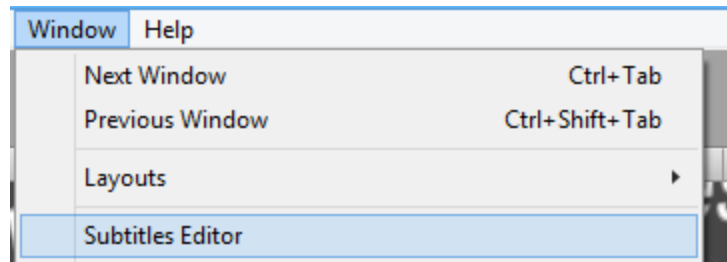 Window Help
Next Window Ctrl+Tab
Previous Window Ctrl+Shift+Tab
Layouts
Subtitles Editor